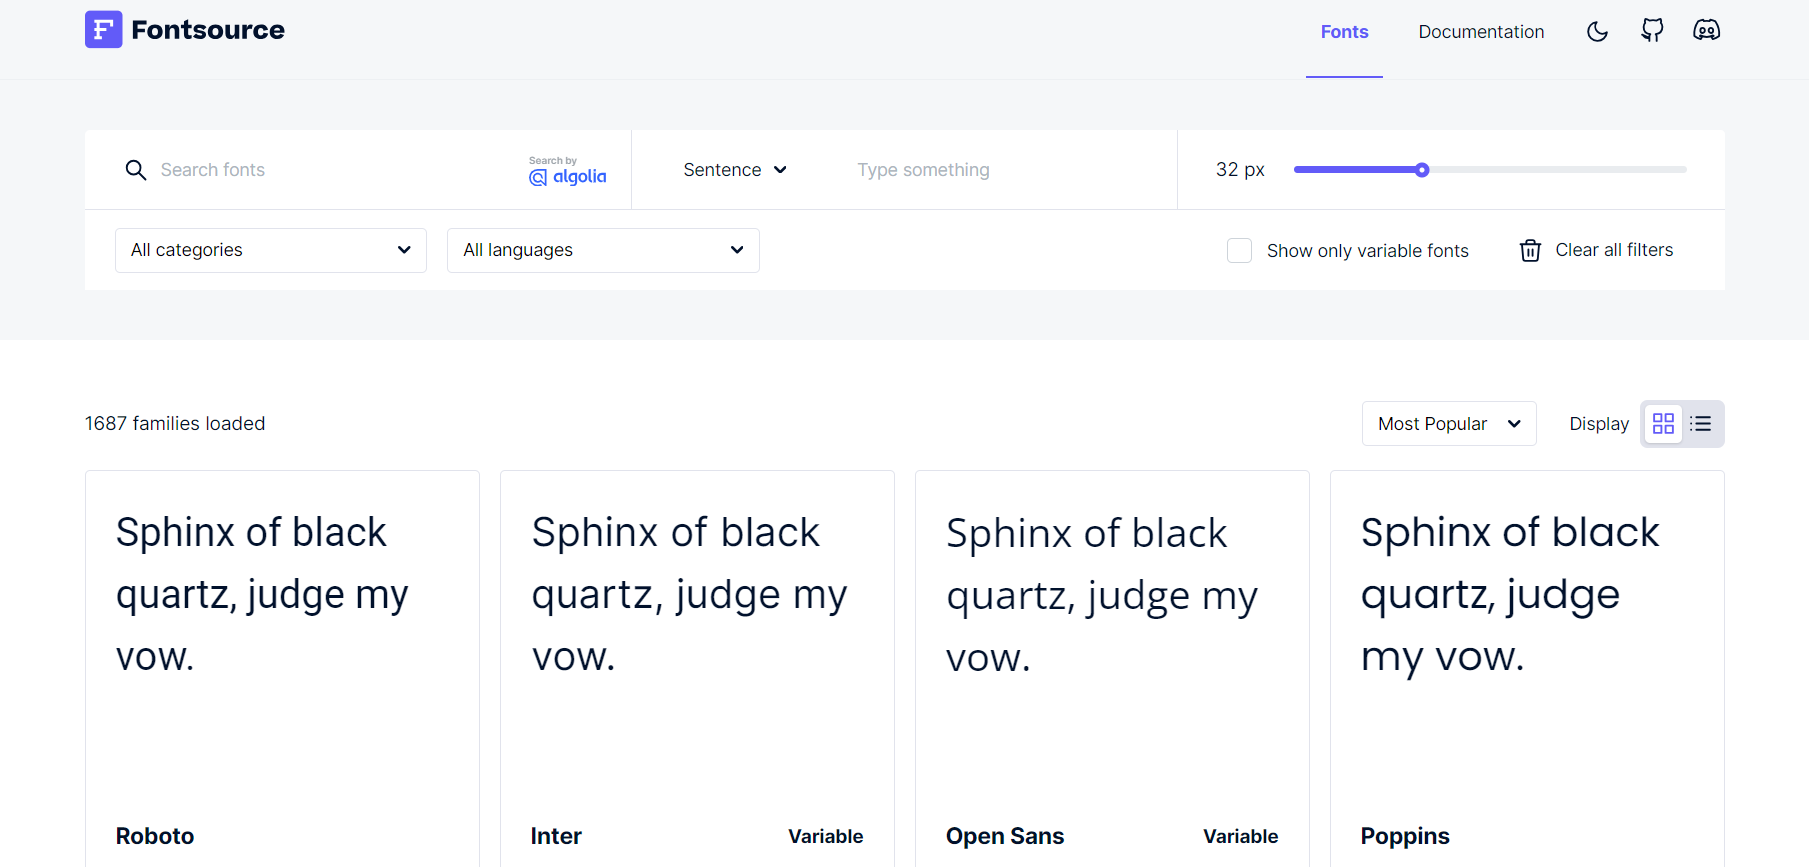 Fontsource
Fonts
Documentation
Search fonts
Search by
algolia
Sentence
Type something
32 px
All categories
All languages
Show only variable fonts
Clear all filters
1687 families loaded
Most Popular
Display
Sphinx of black
quartz, judge my
vow.
Roboto
Sphinx of black
quartz, judge my
vow.
Inter
Variable
Sphinx of black
quartz, judge my
vow.
Open Sans
Variable
Sphinx of black
quartz, judge
my vow.
Poppins